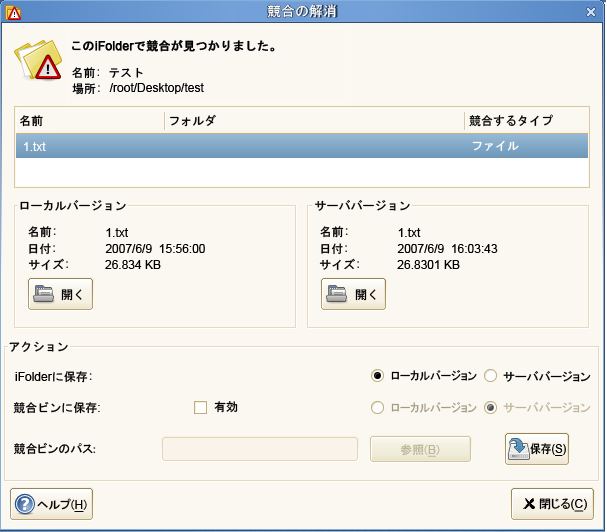 競合の解消
このiFolderで競合が見つかりました。
名前: テスト
場所: /root/Desktop/test
名前 フォルダ 競合するタイプ
1.txt ファイル
ローカルバージョン
名前: 1.txt
日付: 2007/6/9 15:56:00
サイズ: 26.834 KB
開く
サーババージョン
名前: 1.txt
日付: 2007/6/9 16:03:43
サイズ: 26.8301 KB
開く
アクション
iFolderに保存: ローカルバージョン サーババージョン
競合ビンに保存: 有効 ローカルバージョン サーババージョン
競合ビンのパス: 参照(B) 保存(S)
ヘルプ(H) 閉じる(C)